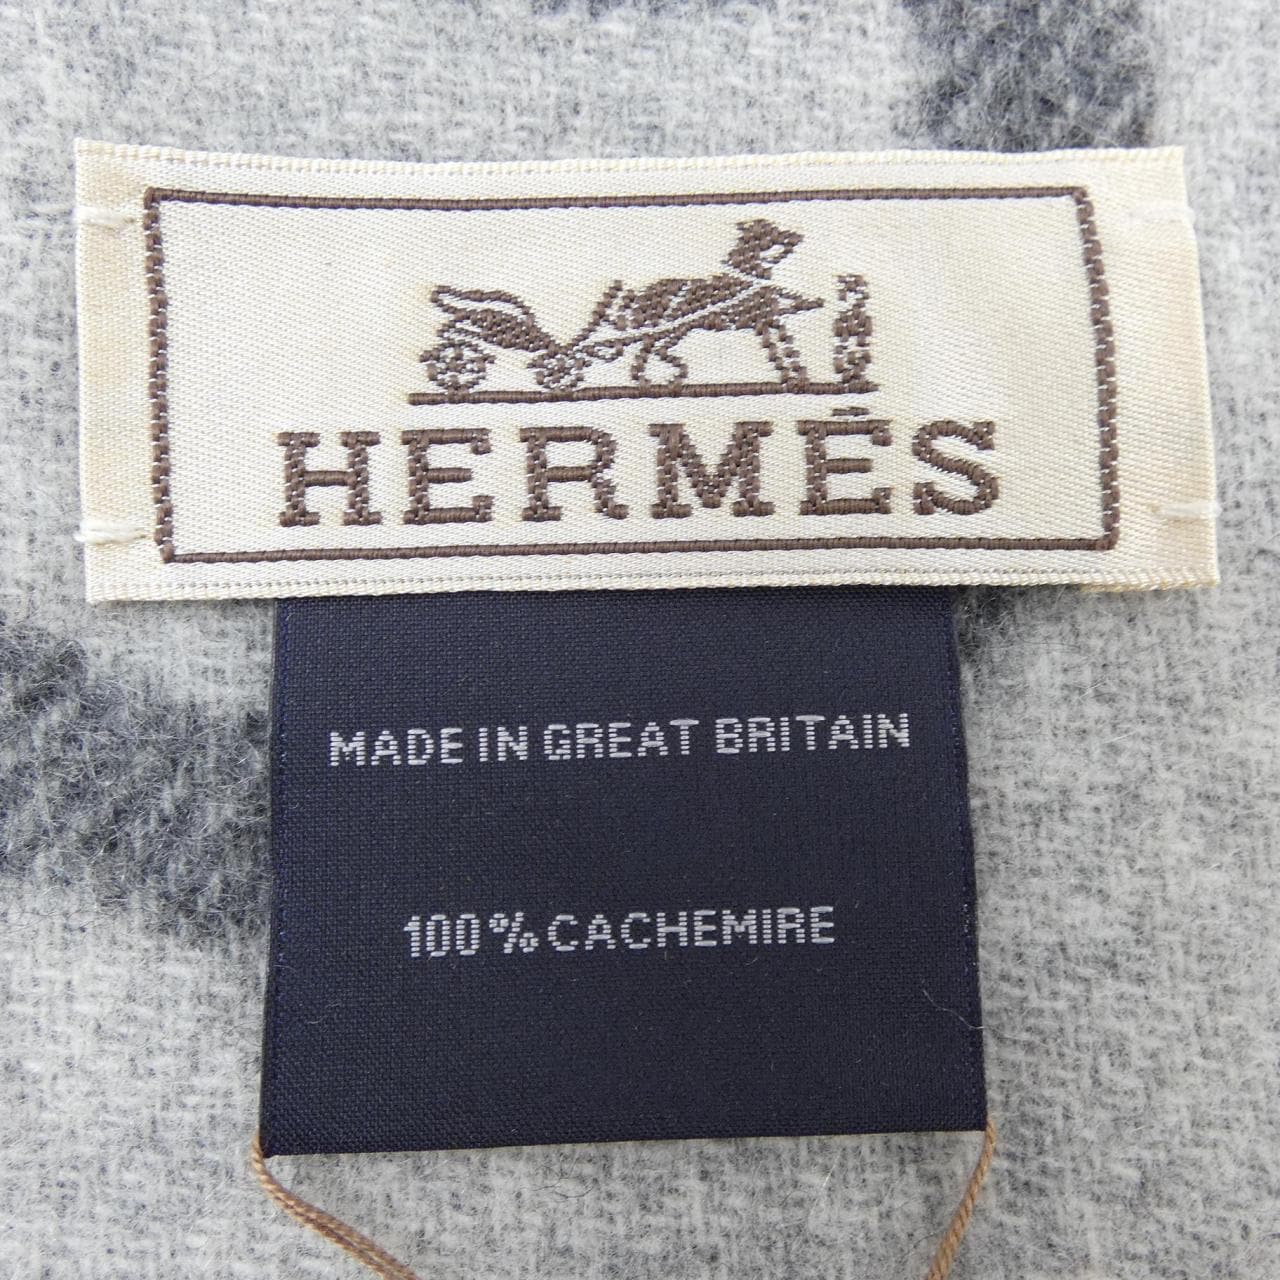 HERMÈS
MADE IN GREAT BRITAIN
100% CACHEMIRE